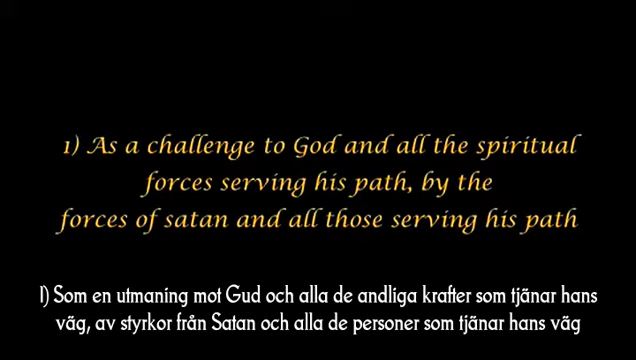 1) As a challenge to God and all the spiritual
forces serving his path, by the
forces of satan and all those serving his path
1) Som en utmaning mot Gud och alla de andliga krafter som tjänar hans
väg, av styrkor från Satan och alla de personer som tjänar hans väg